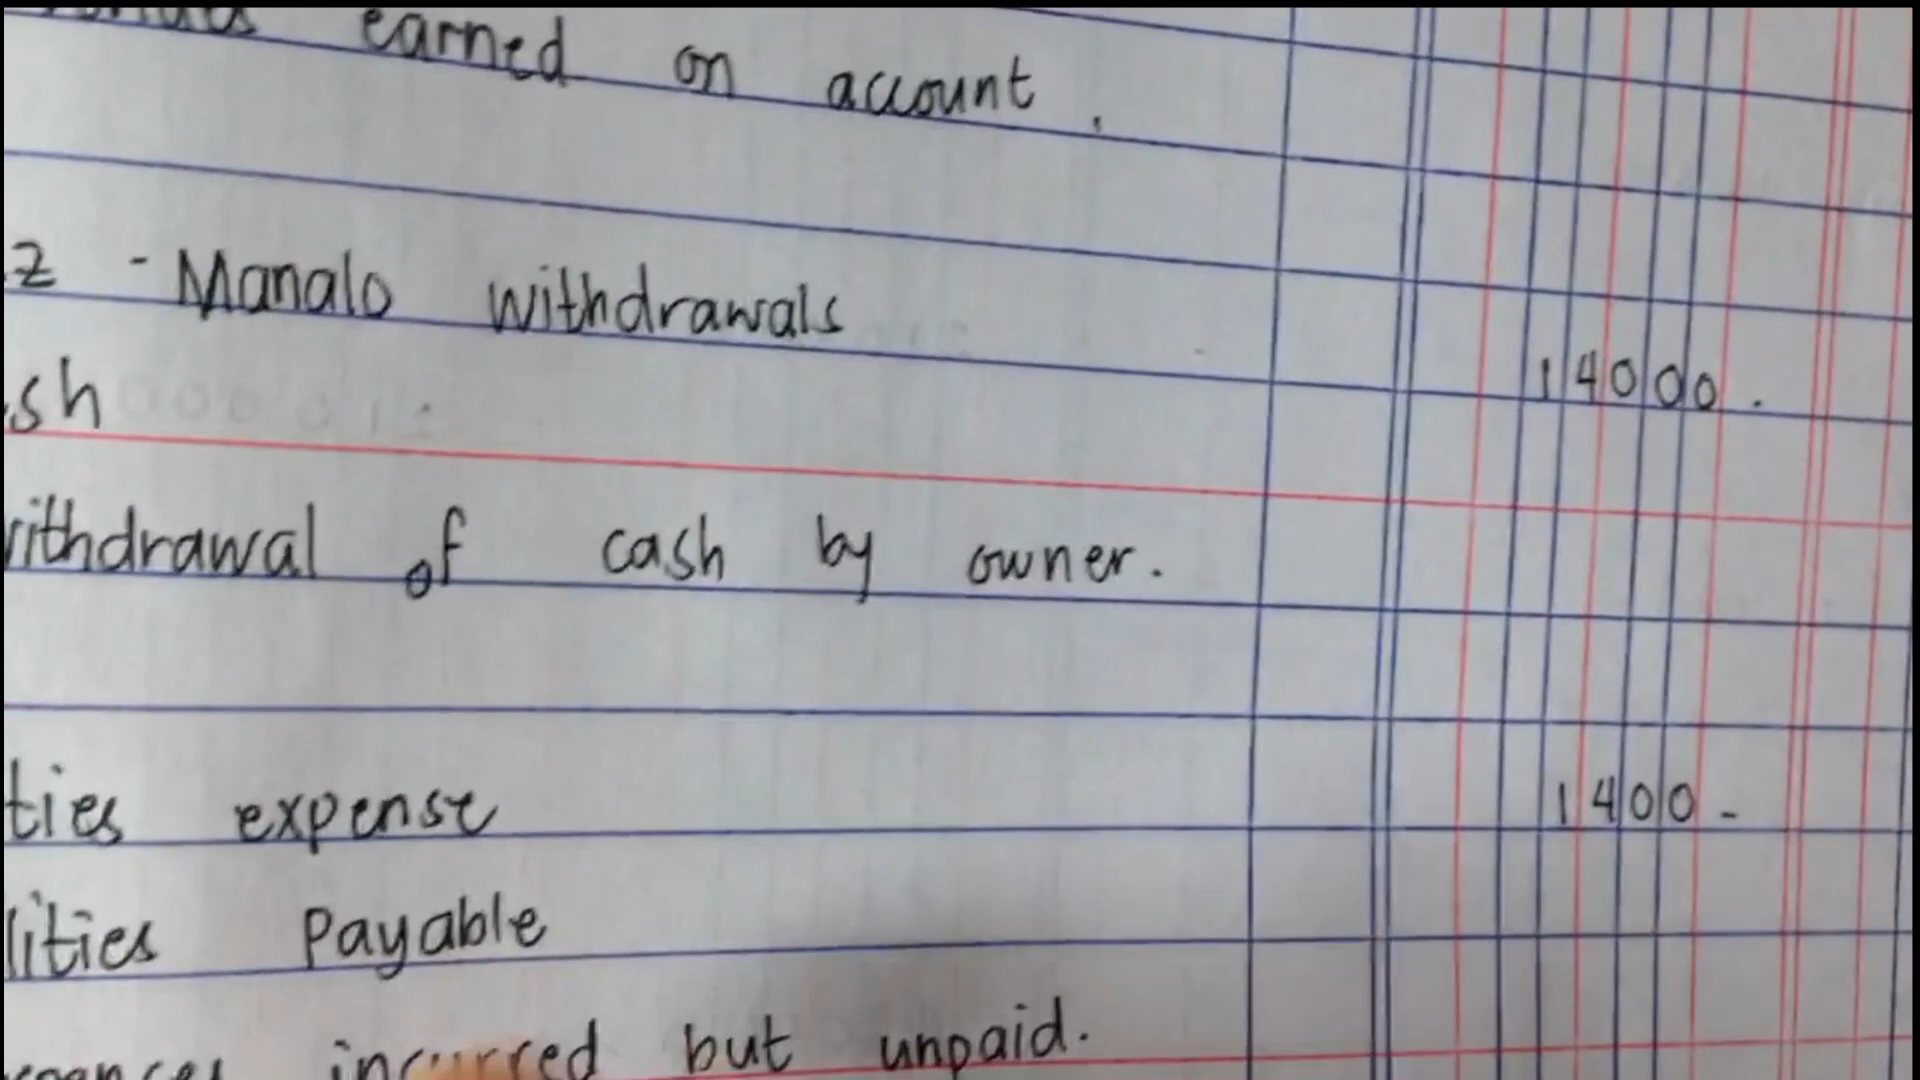 earned on account.
z - Manalo withdrawals 14000.
sh
ithdrawal of cash by owner.
ties expense 1400-
lities Payable
incurred but unpaid.